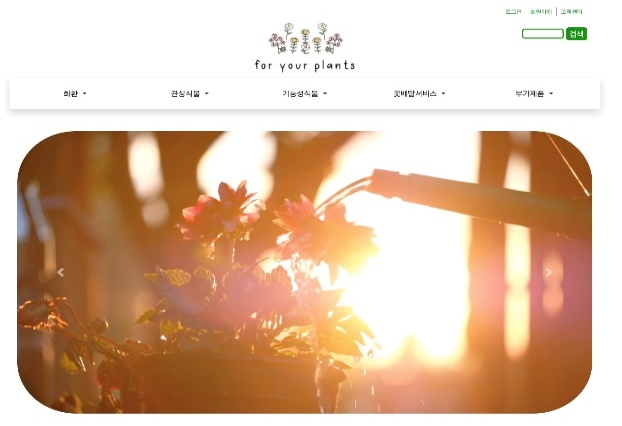 로그인 회원가입 고객센터
검색
for your plants
화환 관상식물 기능성식물 꽃배달서비스 부가제품